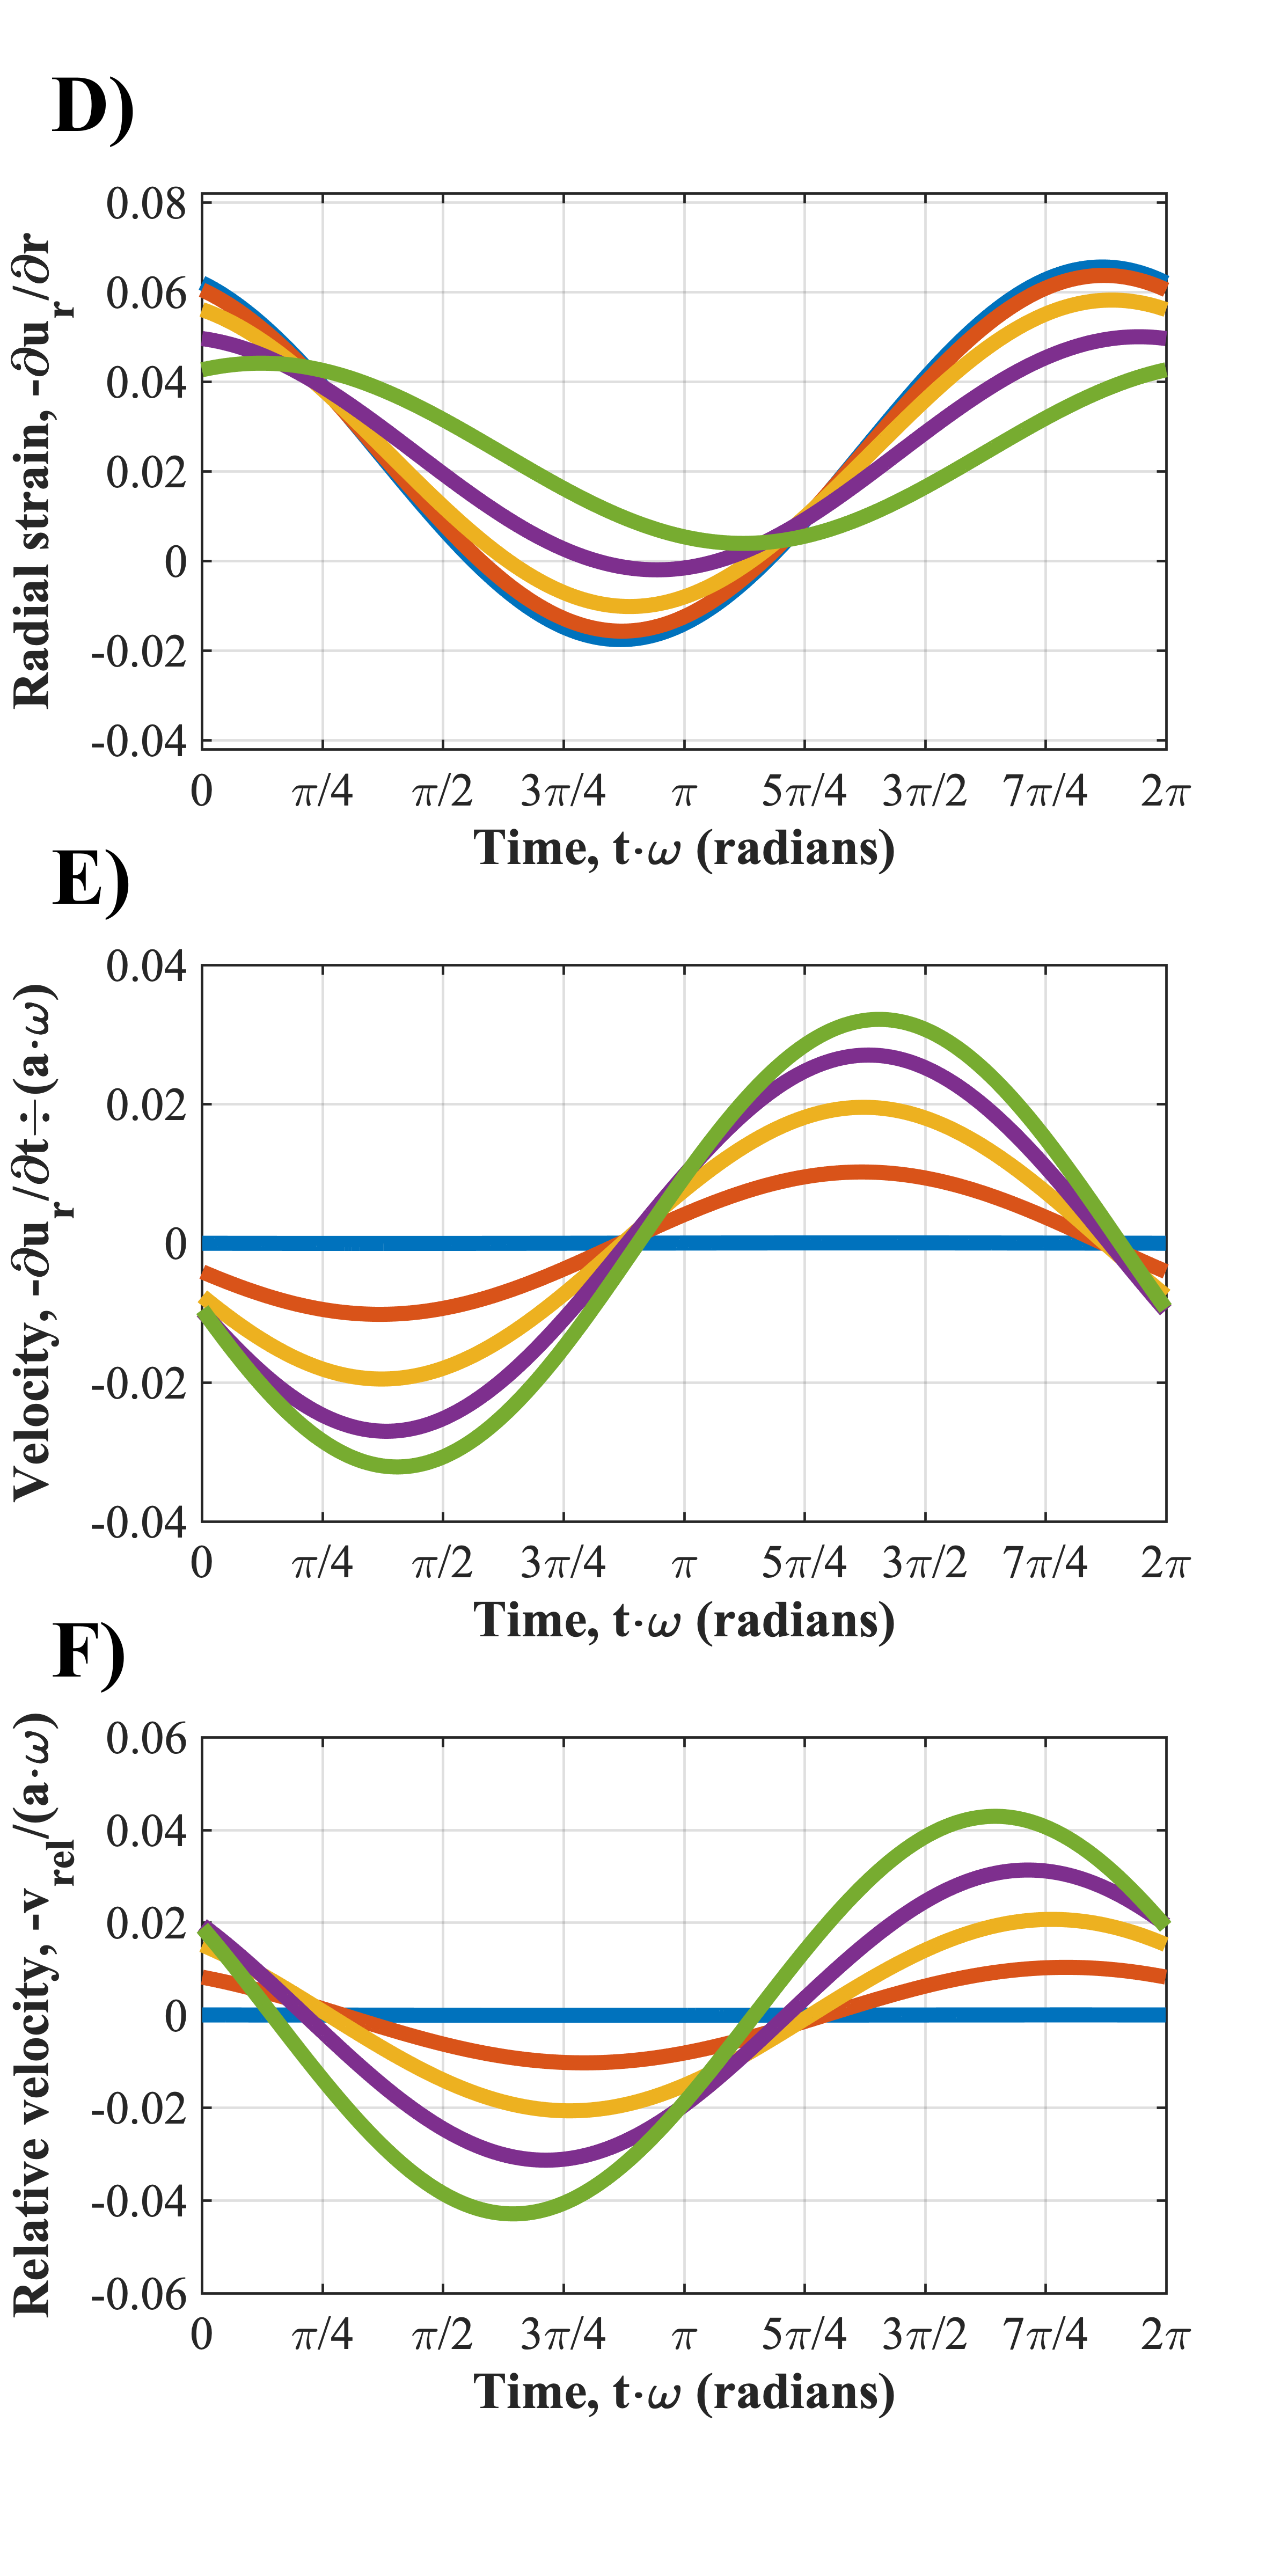 D)
Radial strain, -∂u_r/∂r
0.08
0.06
0.04
0.02
0
-0.02
-0.04
0 π/4 π/2 3π/4 π 5π/4 3π/2 7π/4 2π
Time, t·ω (radians)
E)
Velocity, -∂u_r/∂t÷(a·ω)
0.04
0.02
0
-0.02
-0.04
0 π/4 π/2 3π/4 π 5π/4 3π/2 7π/4 2π
Time, t·ω (radians)
F)
Relative velocity, -v_rel/(a·ω)
0.06
0.04
0.02
0
-0.02
-0.04
-0.06
0 π/4 π/2 3π/4 π 5π/4 3π/2 7π/4 2π
Time, t·ω (radians)